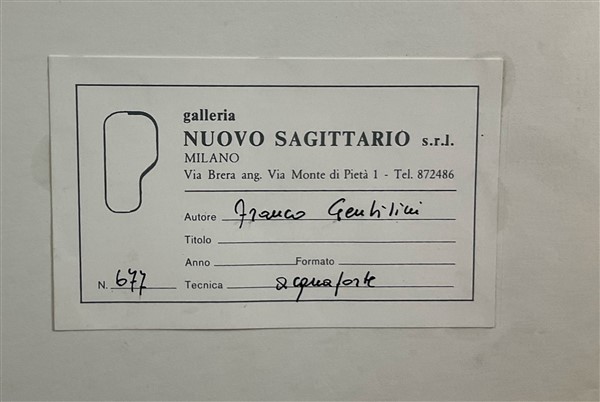 galleria
NUOVO SAGITTARIO s.r.l.
MILANO
Via Brera ang. Via Monte di Pietà 1 - Tel. 872486
Autore Franco Gentilini
Titolo
Anno Formato
N. 677 Tecnica acquaforte